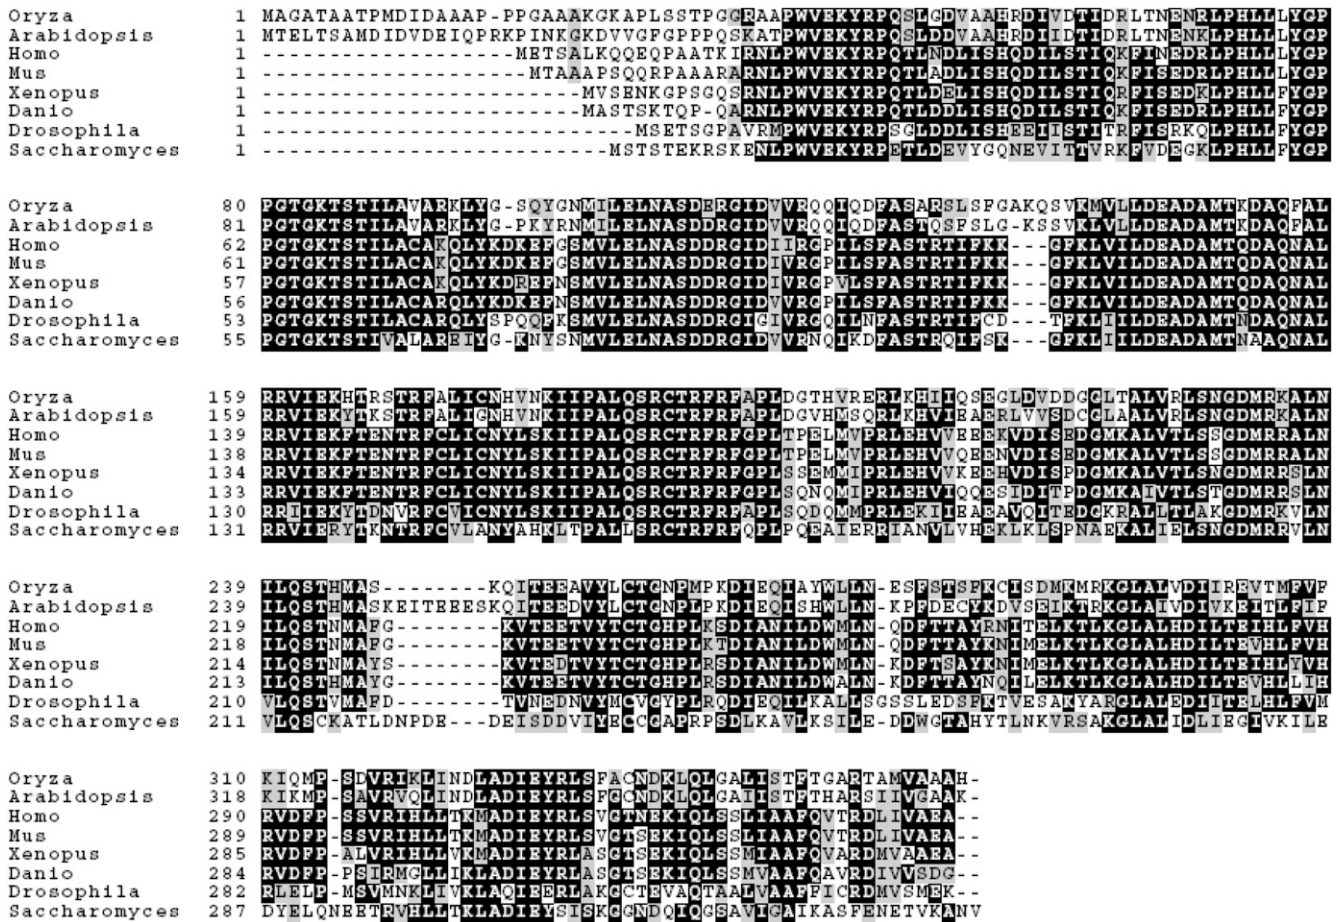 Oryza 1 MAGATAATPMDIDAAAP-PPGAAAKGKAPLSSTPGGRAAPWVEKYRPQSLGDVAAHRDIVDTIDRLTNENRLPHLLLYGP
Arabidopsis 1 MTELTSAMDIDVDEIQPRKPINKGKDVVGFGPPPQSKATPWVEKYRPQSLDDVAAHRDIIDTIDRLTNENKLPHLLLYGP
Homo 1 --------------------METSALKQQEQPAATKIRNLPWVEKYRPQTLNDLISHQDILSTIQKFINEDRLPHLLLYGP
Mus 1 ---------------------MTAAAPSQQRPAAARARNLPWVEKYRPQTLADLISHQDILSTIQKFISEDRLPHLLLYGP
Xenopus 1 -------------------------MVSENKGPSGQSRNLPWVEKYRPQTLDELISHQDILSTIQRFISEDKLPHLLFYGP
Danio 1 -------------------------MASTSKTQP-QARNLPWVEKYRPQTLDDLISHQDILSTIQKFISEDRLPHLLFYGP
Drosophila 1 -----------------------------MSETSGPAVRMPWVEKYRPSGLDDLISHEEIISTITRFISRKQLPHLLFYGP
Saccharomyces 1 ---------------------------MSTSTEKRSKENLPWVEKYRPETLDEVYGQNEVITTVRKFVDEGKLPHLLFYGP
Oryza 80 PGTGKTSTILAVARKLYG-SQYGNMILELNASDERGIDVVRQQIQDFASARSLSFGAKQSVKMVLLDEADAMTKDAQFAL
Arabidopsis 81 PGTGKTSTILAVARKLYG-PKYRNMILELNASDDRGIDVVRQQIQDFASTQSFSLG-KSSVKLVLLDEADAMTKDAQFAL
Homo 62 PGTGKTSTILACAKQLYKDKEFGSMVLELNASDDRGIDIIRGPILSFASTRTIFKK---GFKLVILDEADAMTQDAQNAL
Mus 61 PGTGKTSTILACAKQLYKDKEFGSMVLELNASDDRGIDIVRGPILSFASTRTIFKK---GFKLVILDEADAMTQDAQNAL
Xenopus 57 PGTGKTSTILACAKQLYKDREFNSMVLELNASDDRGIDIVRGPVLSFASTRTIFKK---GFKLVILDEADAMTQDAQNAL
Danio 56 PGTGKTSTILACARQLYKDKEFNSMVLELNASDDRGIDVVRGPILSFASTRTIFKK---GFKLVILDEADAMTQDAQNAL
Drosophila 53 PGTGKTSTILACARQLYSPQQFKSMVLELNASDDRGIGIVRGQILNFASTRTIFCD---TFKLIILDEADAMTNDAQNAL
Saccharomyces 55 PGTGKTSTIVALAREIYG-KNYSNMVLELNASDDRGIDVVRNQIKDFASTRQIFSK---GFKLIILDEADAMTNAAQNAL
Oryza 159 RRVIEKHTRSTRFALICNHVNKIIPALQSRCTRFRFAPLDGTHVRERLKHIIQSEGLDVDDGGLTALVRLSNGDMRKALN
Arabidopsis 159 RRVIEKYTKSTRFALIGNHVNKIIPALQSRCTRFRFAPLDGVHMSQRLKHVIEAERLVVSDCGLAALVRLSNGDMRKALN
Homo 139 RRVIEKFTENTRFCLICNYLSKIIPALQSRCTRFRFGPLTPELMVPRLEHVVEEEKVDISEDGMKALVTLSSGDMRRALN
Mus 138 RRVIEKFTENTRFCLICNYLSKIIPALQSRCTRFRFGPLTPELMVPRLEHVVQEENVDISEDGMKALVTLSSGDMRRALN
Xenopus 134 RRVIEKFTENTRFCLICNYLSKIIPALQSRCTRFRFGPLSSEMMIPRLEHVVKEEHVDISPDGMKALVTLSNGDMRRSLN
Danio 133 RRVIEKFTENTRFCLICNYLSKIIPALQSRCTRFRFGPLSQNQMIPRLEHVIQQESIDITPDGMKAIVTLSTGDMRRSLN
Drosophila 130 RRIIEKYTDNVRFCVICNYLSKIIPALQSRCTRFRFAPLSQDQMMPRLEKIIEAEAVQITEDGKRALLTLAKGDMRKVLN
Saccharomyces 131 RRVIERYTKNTRFCVLANYAHKLTPALLSRCTRFRFQPLPQEAIERRIANVLVHEKLKLSPNAEKALIELSNGDMRRVLN
Oryza 239 ILQSTHMAS---------KQITEEAVYLCTGNPMPKDIEQIAYWLLN-ESFSTSFKCISDMKMRKGLALVDIIREVTMFVF
Arabidopsis 239 ILQSTHMASKEITEEESKQITEEDVYLCTGNPLPKDIEQISHWLLN-KPFDECYKDVSEIKTRKGLAIVDIVKEITLFIF
Homo 219 ILQSTNMAFG--------KVTEETVYTCTGHPLKSDIANILDWMLN-QDFTTAYRNITELKTLKGLALHDILTEIHLFVH
Mus 218 ILQSTNMAFG--------KVTEETVYTCTGHPLKTDIANILDWMLN-QDFTTAYKNIMELKTLKGLALHDILTEVHLFVH
Xenopus 214 ILQSTNMAYS--------KVTEDTVYTCTGHPLRSDIANILDWMLN-KDFTSAYKNIMELKTLKGLALHDILTEIHLYVH
Danio 213 ILQSTHMAYG--------KVTEETVYTCTGHPLRSDIANILDWALN-KDFTTAYNQILELKTLKGLALHDILTEVHLLIH
Drosophila 210 VLQSTVMAFD--------TVNEDNVYMCVGYPLRQDIEQILKALLSGSSLEDSFKTVESAKYARGLALEDIITELHLFVM
Saccharomyces 211 VLQSCKATLDNPDE---DEISDDVIYECCGAPRPSDLKAVLKSILE-DDWGTAHYTLNKVRSAKGLALIDLIEGIVKILE
Oryza 310 KIQMP-SDVRIKLINDLADIEYRLSFACNDKLQLGALISTFTGARTAMVAAAH-
Arabidopsis 318 KIKMP-SAVRVQLINDLADIEYRLSFGCNDKLQLGAIISTFTHARSIIVGAAK-
Homo 290 RVDFP-SSVRIHLLTKMADIEYRLSVGTNEKIQLSSLIAAFQVTRDLIVAEA--
Mus 289 RVDFP-SSVRIHLLTKMADIEYRLSVGTSEKIQLSSLIAAFQVTRDLIVAEA--
Xenopus 285 RVDFP-ALVRIHLLVKMADIEYRLASGTSEKIQLSSMIAAFQVARDMVAAEA--
Danio 284 RVDFP-PSIRMGLLIKLADIEYRLASGTSEKIQLSSMVAAFQAVRDIVVSDG--
Drosophila 282 RLELP-MSVMNKLIVKLAQIEERLAKGCTEVAQTAALVAAFFICRDMVSMEK--
Saccharomyces 287 DYELQNEETRVHLLTKLADIEYSISKGGNDQIQGSAVIGAIKASFENETVKANV